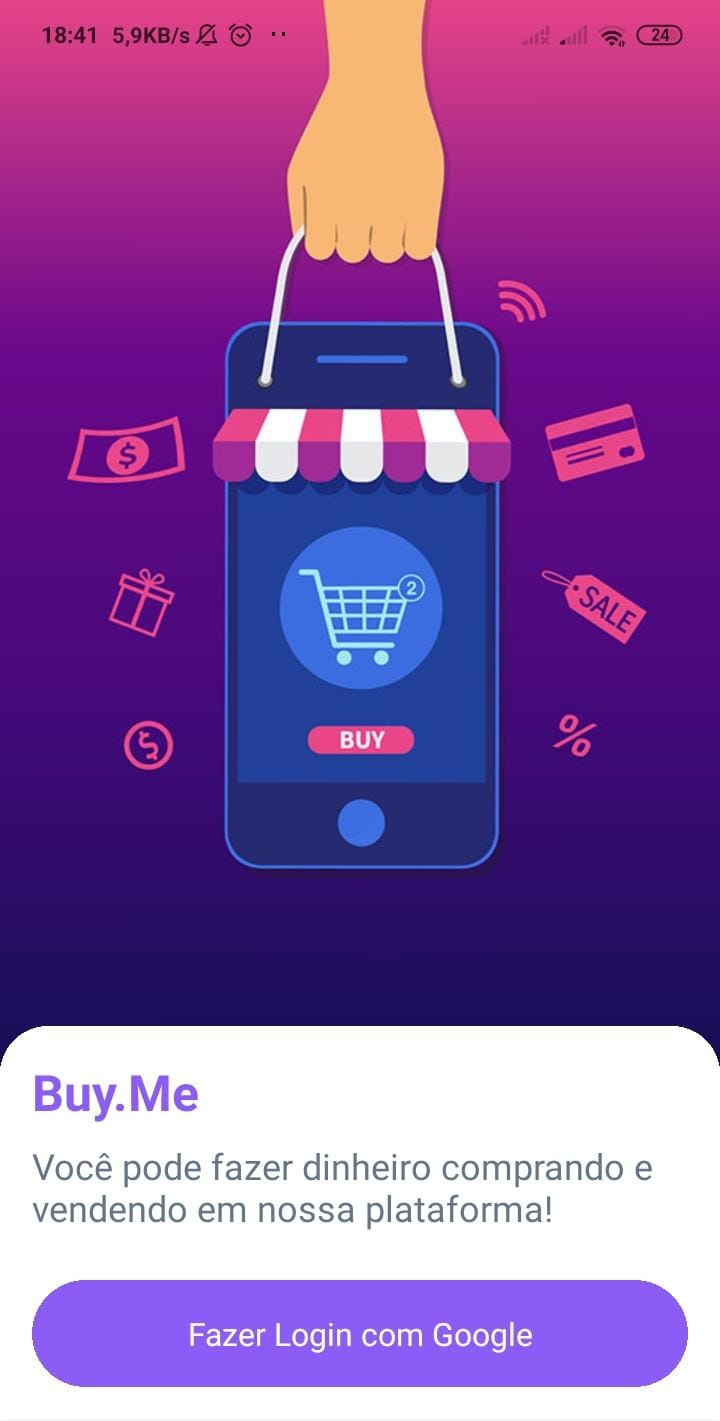 18:41 5,9KB/s
24
$
2
SALE
BUY
$
%
Buy.Me
Você pode fazer dinheiro comprando e
vendendo em nossa plataforma!
Fazer Login com Google